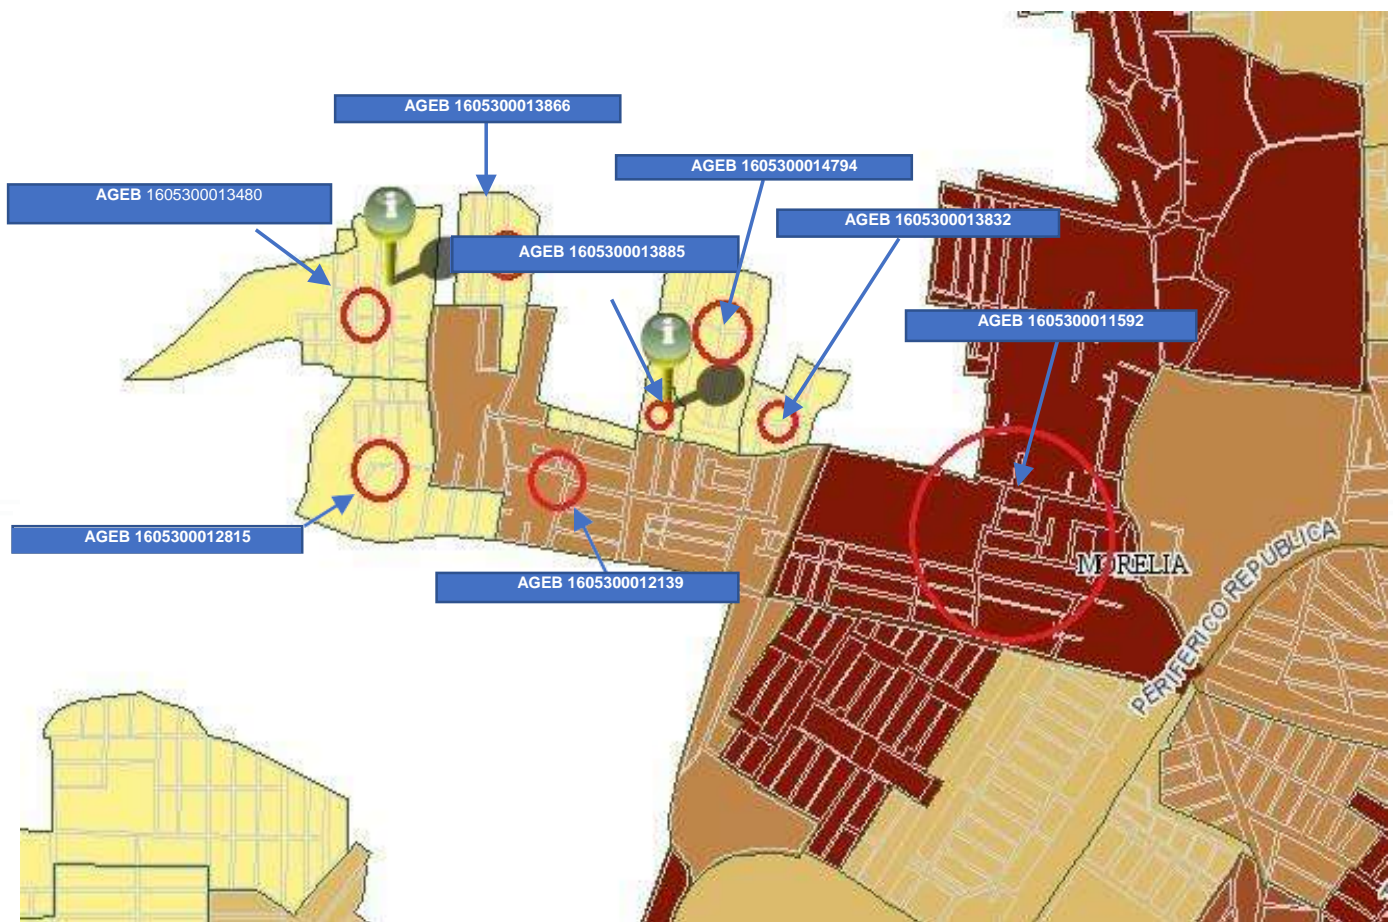 AGEB 1605300013866
AGEB 1605300014794
AGEB 1605300013480
AGEB 1605300013832
AGEB 1605300013885
AGEB 1605300011592
AGEB 1605300012815
MORELIA
AGEB 1605300012139
PERIFERICO REPUBLICA